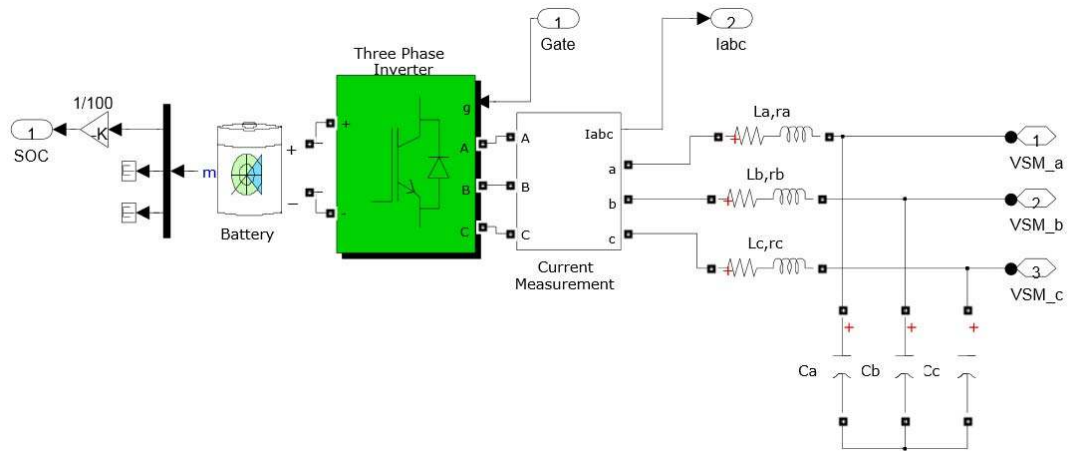 1
Gate
2
Iabc
Three Phase
Inverter
1/100
-K
1
SOC
E
E
m
+
−
Battery
+
-
g
A
B
C
A
B
C
Iabc
a
b
c
Current
Measurement
La,ra
+
Lb,rb
+
Lc,rc
+
1
VSM_a
2
VSM_b
3
VSM_c
+
+
+
Ca
Cb
Cc